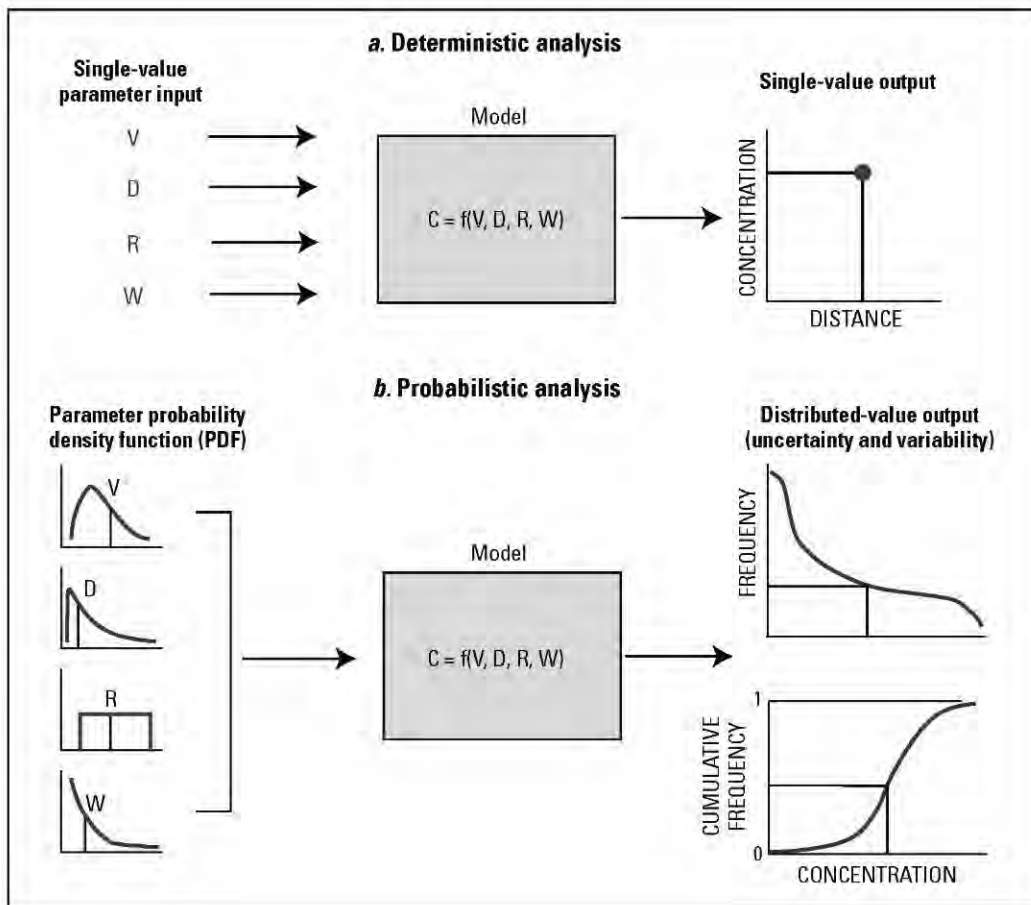 a. Deterministic analysis
Single-value
parameter input
V
D
R
W
Model
C = f(V, D, R, W)
Single-value output
CONCENTRATION
DISTANCE
b. Probabilistic analysis
Parameter probability
density function (PDF)
V
D
R
W
Model
C = f(V, D, R, W)
Distributed-value output
(uncertainty and variability)
FREQUENCY
1
CUMULATIVE
FREQUENCY
0
CONCENTRATION